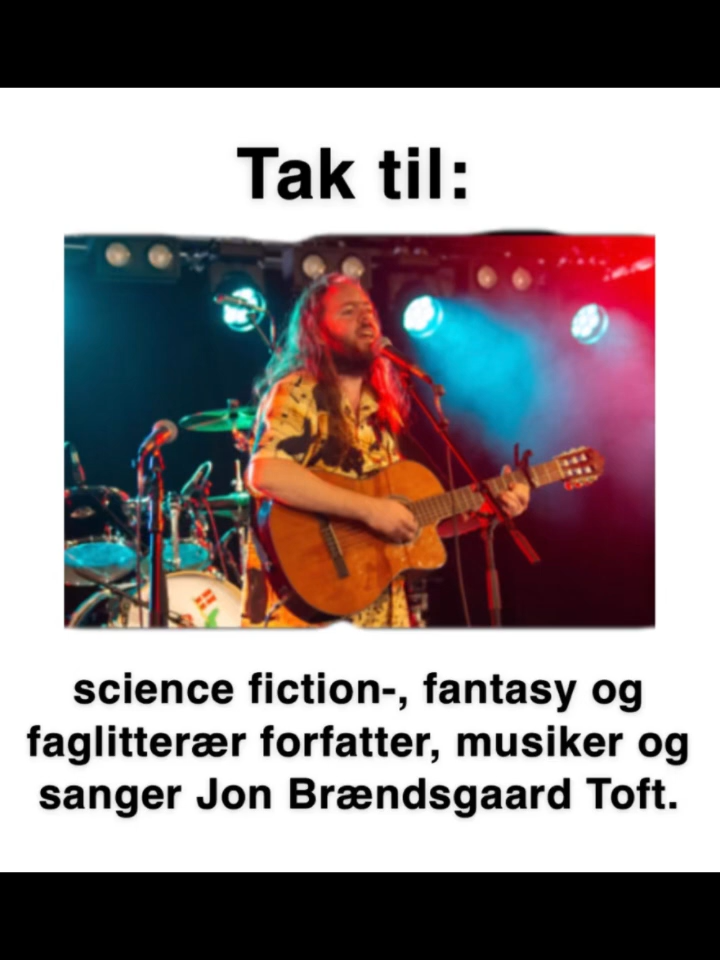 Tak til:
science fiction-, fantasy og
faglitterær forfatter, musiker og
sanger Jon Brændsgaard Toft.